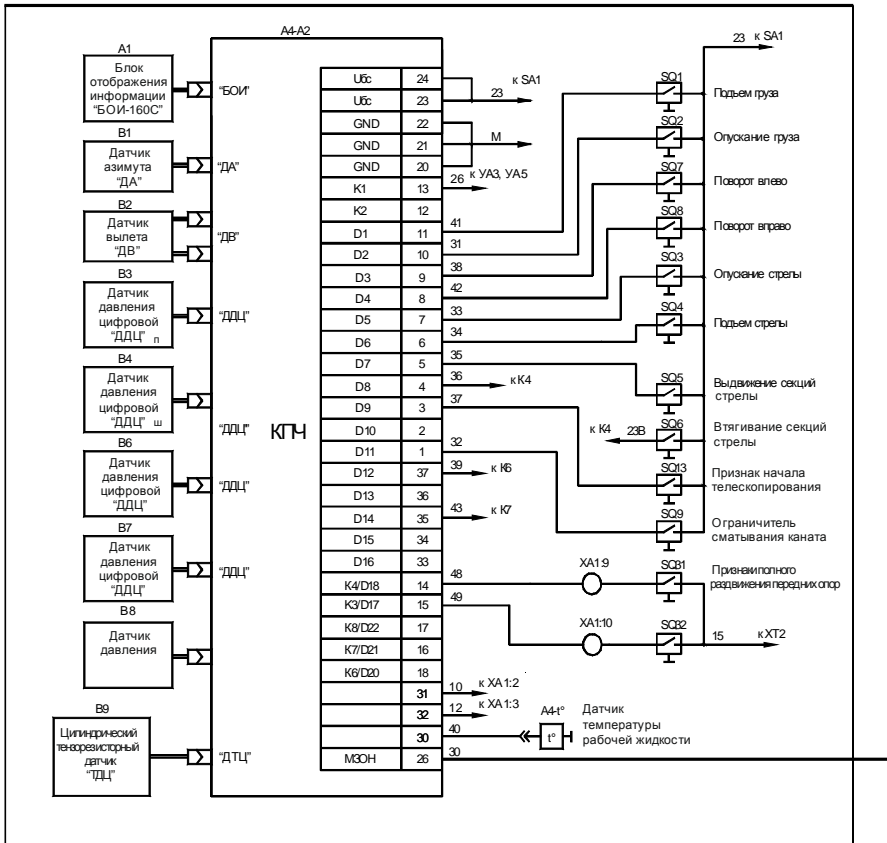 A4-A2
A1
Блок
отображения
информации
"БОИ-160С"
"БОИ"
B1
Датчик
азимута
"ДА"
"ДА"
B2
Датчик
вылета
"ДВ"
"ДВ"
B3
Датчик
давления
цифровой
"ДДЦ" п
"ДДЦ"
B4
Датчик
давления
цифровой
"ДДЦ" ш
"ДДЦ"
B6
Датчик
давления
цифровой
"ДДЦ"
"ДДЦ"
B7
Датчик
давления
цифровой
"ДДЦ"
"ДДЦ"
B8
Датчик
давления
B9
Цилиндрический
тензорезисторный
датчик
"ТДЦ"
"ДТЦ"
КПЧ
Uбс 24
Uбс 23
GND 22
GND 21
GND 20
K1 13
K2 12
D1 11
D2 10
D3 9
D4 8
D5 7
D6 6
D7 5
D8 4
D9 3
D10 2
D11 1
D12 37
D13 36
D14 35
D15 34
D16 33
K4/D18 14
K3/D17 15
K8/D22 17
K7/D21 16
K6/D20 18
31
32
30
МЗОН 26
23 к SA1
М
26 к УА3, УА5
41
31
38
42
33
34
35
36 к К4
37
32
39 к К6
43 к К7
48
49
10 к ХА1:2
12 к ХА1:3
40
30
A4-t°
t°
Датчик
температуры
рабочей жидкости
23 к SA1
SQ1 Подъем груза
SQ2 Опускание груза
SQ7 Поворот влево
SQ8 Поворот вправо
SQ3 Опускание стрелы
SQ4 Подъем стрелы
SQ5 Выдвижение секций
стрелы
к К4 23В SQ6 Втягивание секций
стрелы
SQ13 Признак начала
телескопирования
SQ9 Ограничитель
сматывания каната
ХА1:9 SQ31 Признаки полного
раздвижения передних опор
ХА1:10 SQ32
15 к ХТ2